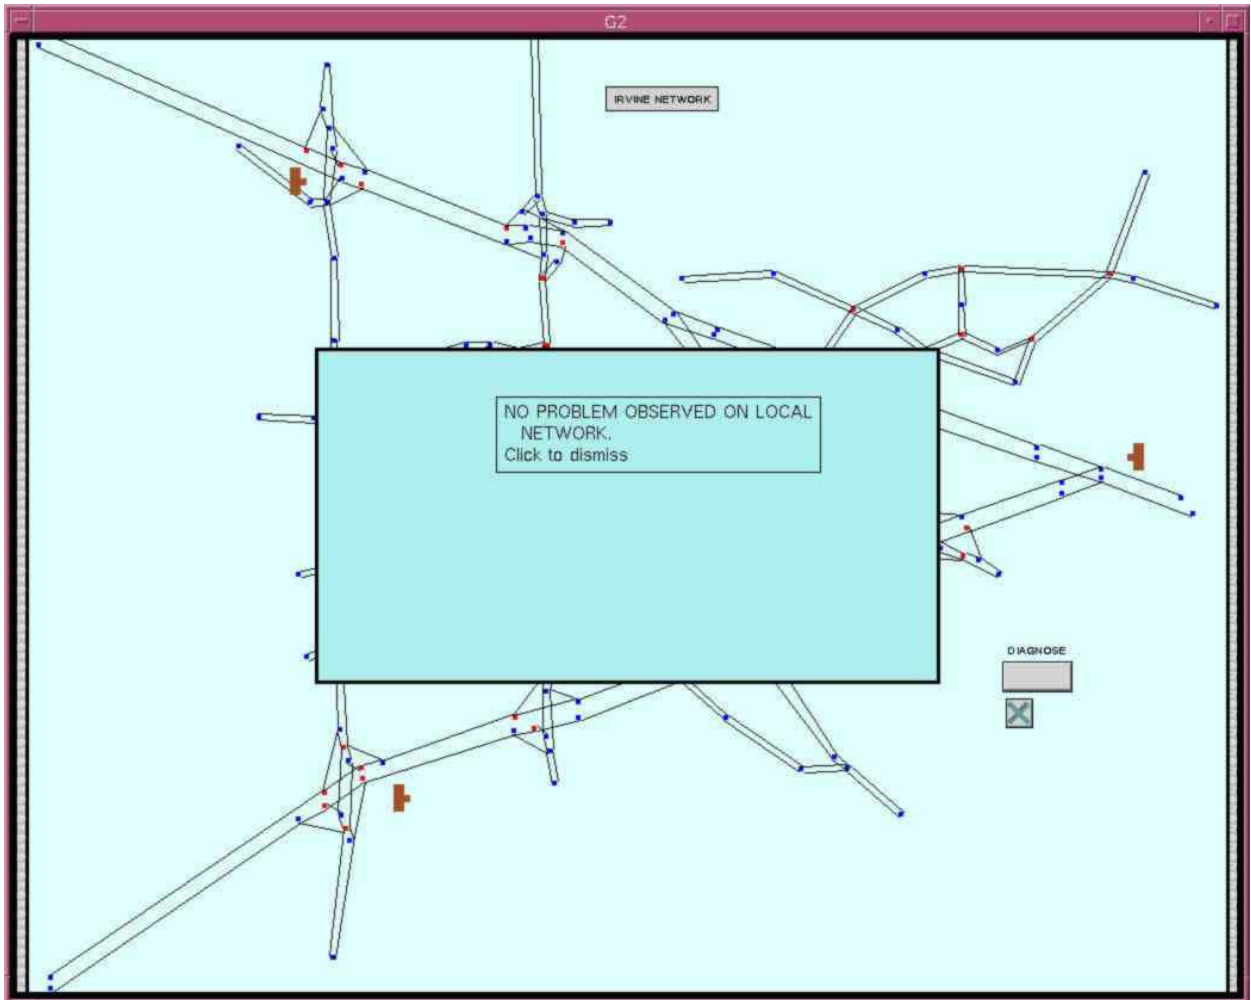 G2
IRVINE NETWORK
NO PROBLEM OBSERVED ON LOCAL
NETWORK.
Click to dismiss
DIAGNOSE